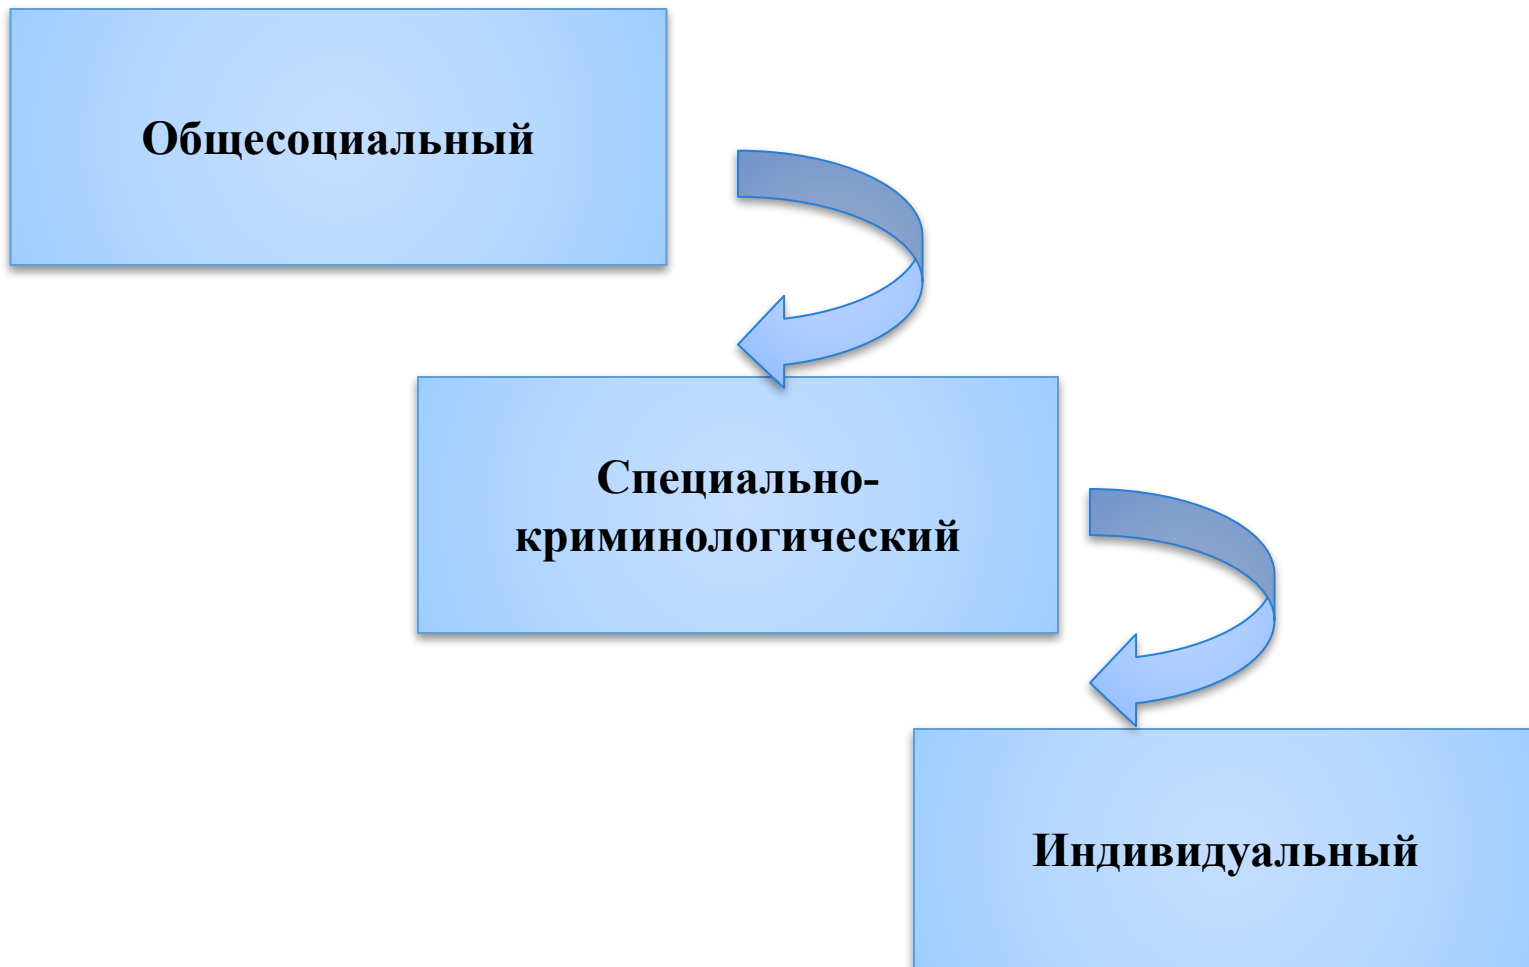 Общесоциальный
Специально-
криминологический
Индивидуальный